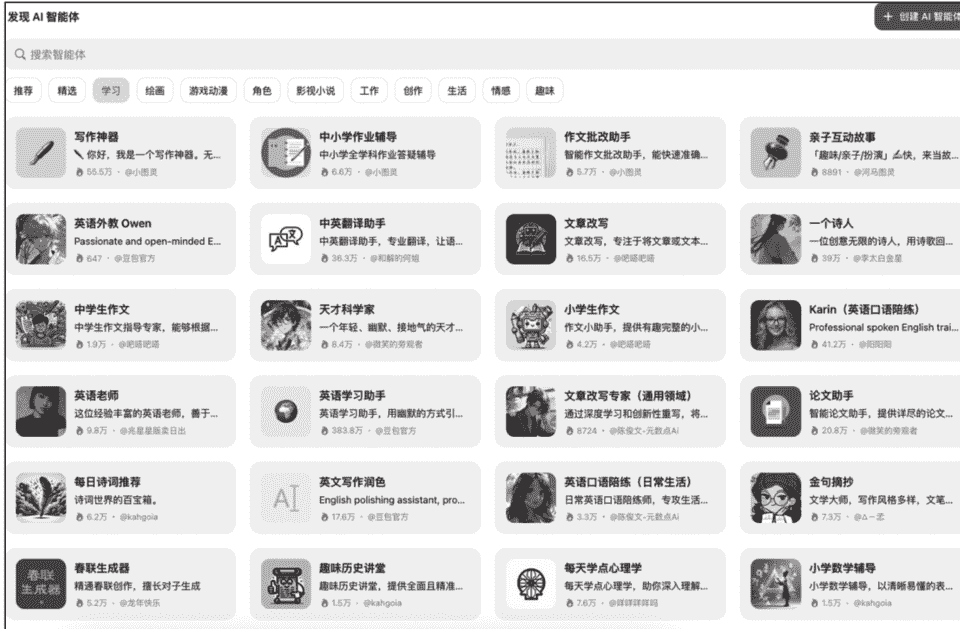 发现 AI 智能体
+ 创建 AI 智能体
搜索智能体
推荐 精选 学习 绘画 游戏动漫 角色 影视小说 工作 创作 生活 情感 趣味
写作神器
你好，我是一个写作神器。无...
55.5万 · @小图灵
中小学作业辅导
中小学全学科作业答疑辅导
6.6万 · @小图灵
作文批改助手
智能作文批改助手，能快速准确...
5.7万 · @小图灵
亲子互动故事
「趣味/亲子/扮演」✍快，来当故...
8891 · @河马图灵
英语外教 Owen
Passionate and open-minded E...
647 · @豆包官方
中英翻译助手
中英翻译助手，专业翻译，让语...
36.3万 · @和解的何姐
文章改写
文章改写，专注于将文章或文本...
16.5万 · @吧嗒吧嗒
一个诗人
一位创意无限的诗人，用诗歌回...
39万 · @李太白金星
中学生作文
中学生作文指导专家，能够根据...
1.9万 · @吧嗒吧嗒
天才科学家
一个年轻、幽默、接地气的天才...
8.4万 · @微笑的旁观者
小学生作文
作文小助手，提供有趣完整的小...
4.2万 · @吧嗒吧嗒
Karin（英语口语陪练）
Professional spoken English trai...
41.2万 · @阳阳阳
英语老师
这位经验丰富的英语老师，善于...
9.8万 · @兆星星贩卖日出
英语学习助手
英语学习助手，用幽默的方式引...
383.8万 · @豆包官方
文章改写专家（通用领域）
通过深度学习和创新性重写，将...
8724 · @陈俊文-元数点Ai
论文助手
智能论文助手，提供详尽的论文...
20.8万 · @微笑的旁观者
每日诗词推荐
诗词世界的百宝箱。
6.2万 · @kahgoia
AI
英文写作润色
English polishing assistant, pro...
17.6万 · @豆包官方
英语口语陪练（日常生活）
日常英语口语陪练师，专攻生活...
3.3万 · @陈俊文-元数点Ai
金句摘抄
文学大师，写作风格多样，文笔...
7.3万
春联
生成器
春联生成器
精通春联创作，擅长对子生成
5.2万 · @龙年快乐
趣味历史讲堂
趣味历史讲堂，提供全面且精准...
1.5万 · @kahgoia
每天学点心理学
每天学点心理学，助你深入理解...
7.6万
小学数学辅导
小学数学辅导，以清晰易懂的表...
1.5万 · @kahgoia